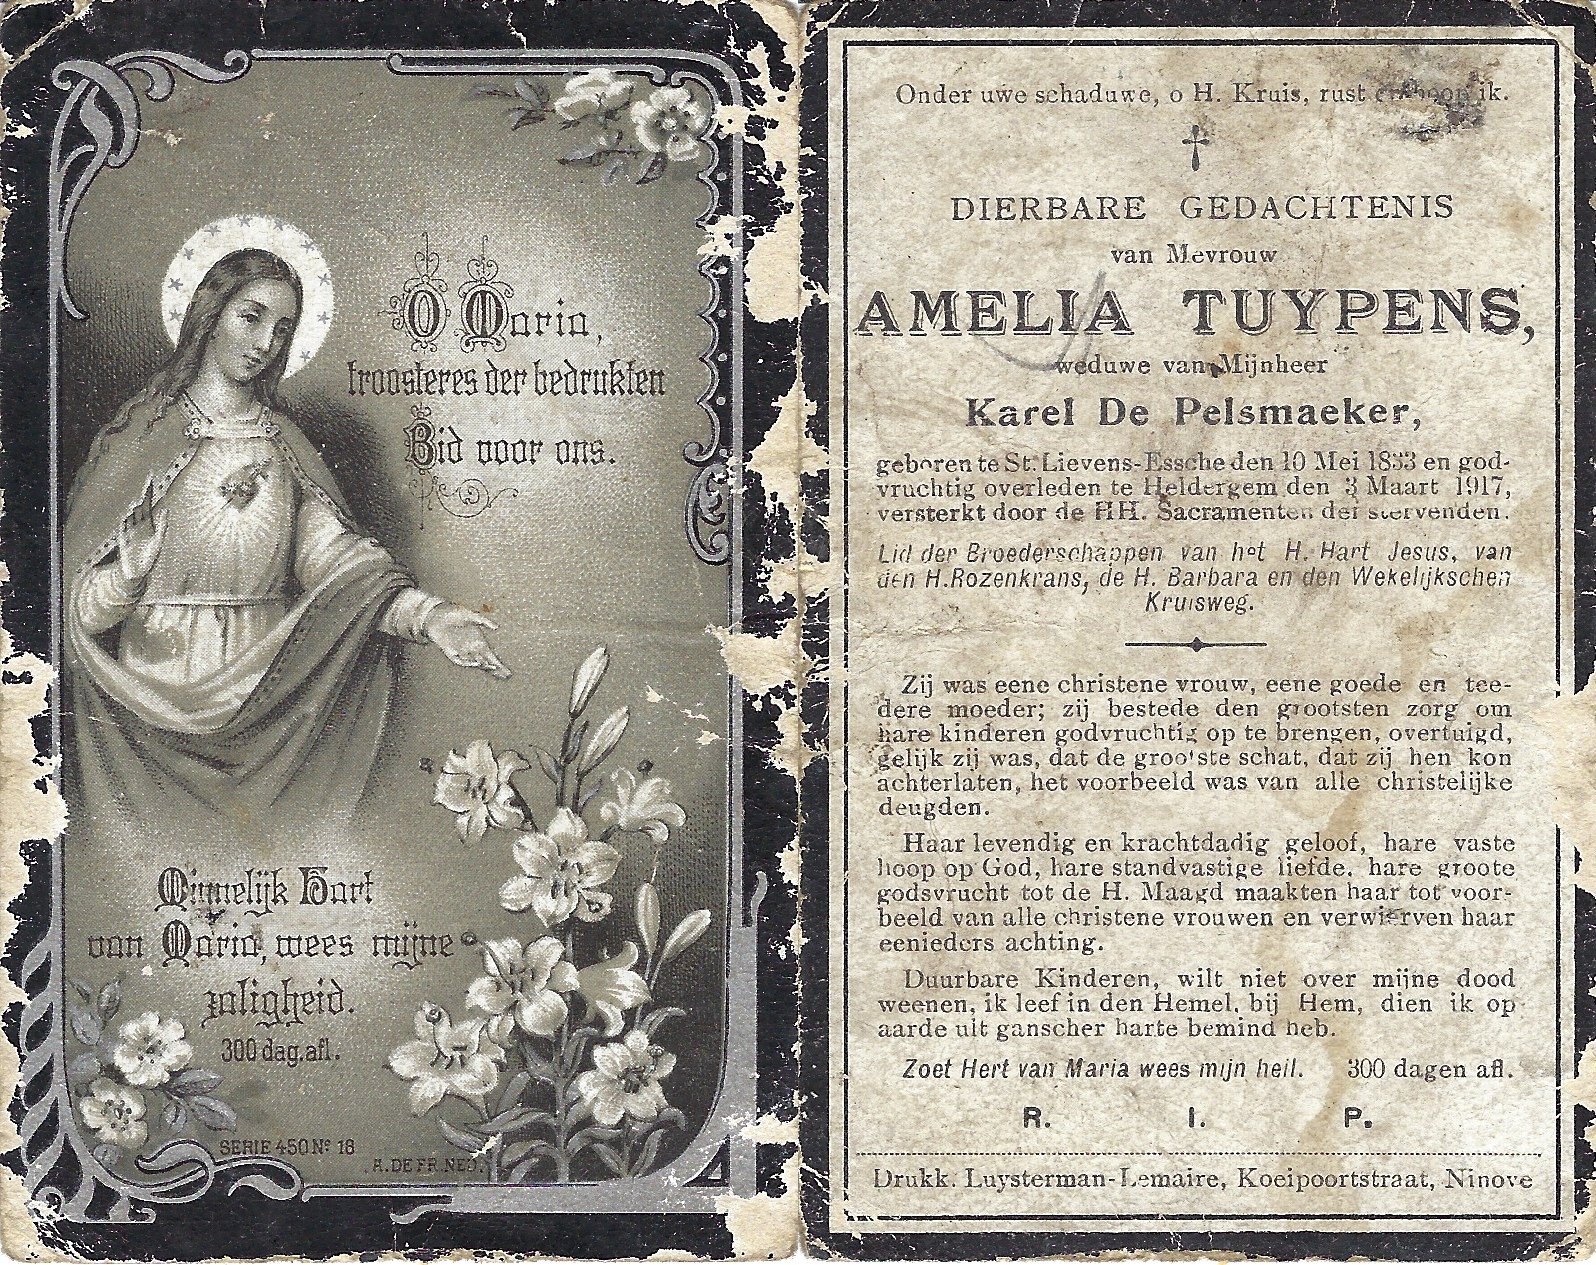 O Maria,
troosteres der bedrukten
Bid voor ons.
Minnelijk Hart
van Maria, wees mijne
zaligheid.
300 dag. afl.
SERIE 450 Nº 18
A. DE FR. NED.
Onder uwe schaduwe, o H. Kruis, rust en hoop ik.
†
DIERBARE GEDACHTENIS
van Mevrouw
AMELIA TUYPENS,
weduwe van Mijnheer
Karel De Pelsmaeker,
geboren te St. Lievens-Essche den 10 Mei 1833 en god-
vruchtig overleden te Heldergem den 3 Maart 1917,
versterkt door de HH. Sacramenten der stervenden.
Lid der Broederschappen van het H. Hart Jesus, van
den H. Rozenkrans, de H. Barbara en den Wekelijkschen
Kruisweg.
Zij was eene christene vrouw, eene goede en tee-
dere moeder; zij bestede den grootsten zorg om
hare kinderen godvruchtig op te brengen, overtuigd,
gelijk zij was, dat de grootste schat, dat zij hen kon
achterlaten, het voorbeeld was van alle christelijke
deugden.
Haar levendig en krachtdadig geloof, hare vaste
hoop op God, hare standvastige liefde, hare groote
godsvrucht tot de H. Maagd maakten haar tot voor-
beeld van alle christene vrouwen en verwierven haar
eenieders achting.
Duurbare Kinderen, wilt niet over mijne dood
weenen, ik leef in den Hemel, bij Hem, dien ik op
aarde uit ganscher harte bemind heb.
Zoet Hert van Maria wees mijn heil. 300 dagen afl.
R. I. P.
Drukk. Luysterman-Lemaire, Koeipoortstraat, Ninove